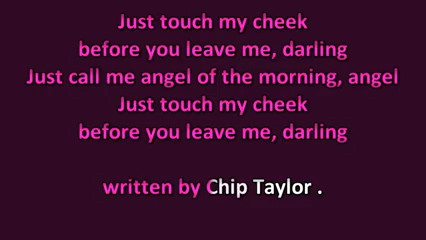 Just touch my cheek
before you leave me, darling
Just call me angel of the morning, angel
Just touch my cheek
before you leave me, darling
written by Chip Taylor .